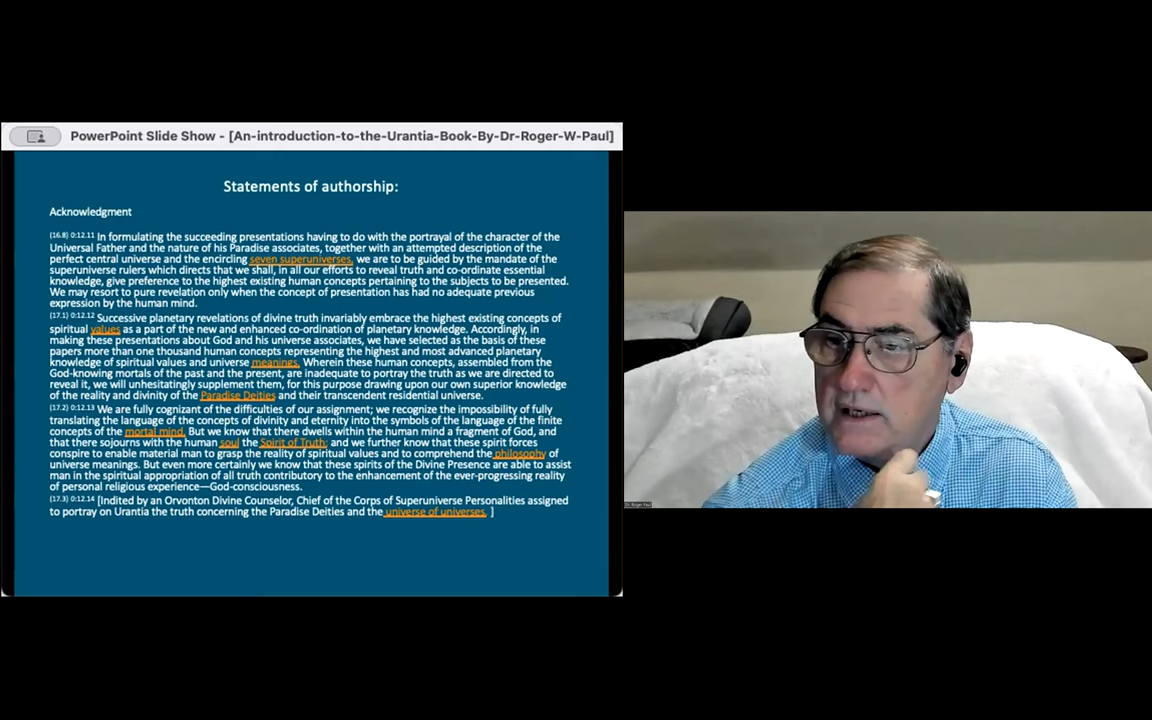 PowerPoint Slide Show - [An-introduction-to-the-Urantia-Book-By-Dr-Roger-W-Paul]
Statements of authorship:
Acknowledgment
(16.8) 0:12.11 In formulating the succeeding presentations having to do with the portrayal of the character of the
Universal Father and the nature of his Paradise associates, together with an attempted description of the
perfect central universe and the encircling seven superuniverses, we are to be guided by the mandate of the
superuniverse rulers which directs that we shall, in all our efforts to reveal truth and co-ordinate essential
knowledge, give preference to the highest existing human concepts pertaining to the subjects to be presented.
We may resort to pure revelation only when the concept of presentation has had no adequate previous
expression by the human mind.
(17.1) 0:12.12 Successive planetary revelations of divine truth invariably embrace the highest existing concepts of
spiritual values as a part of the new and enhanced co-ordination of planetary knowledge. Accordingly, in
making these presentations about God and his universe associates, we have selected as the basis of these
papers more than one thousand human concepts representing the highest and most advanced planetary
knowledge of spiritual values and universe meanings. Wherein these human concepts, assembled from the
God-knowing mortals of the past and the present, are inadequate to portray the truth as we are directed to
reveal it, we will unhesitatingly supplement them, for this purpose drawing upon our own superior knowledge
of the reality and divinity of the Paradise Deities and their transcendent residential universe.
(17.2) 0:12.13 We are fully cognizant of the difficulties of our assignment; we recognize the impossibility of fully
translating the language of the concepts of divinity and eternity into the symbols of the language of the finite
concepts of the mortal mind. But we know that there dwells within the human mind a fragment of God, and
that there sojourns with the human soul the Spirit of Truth; and we further know that these spirit forces
conspire to enable material man to grasp the reality of spiritual values and to comprehend the philosophy of
universe meanings. But even more certainly we know that these spirits of the Divine Presence are able to assist
man in the spiritual appropriation of all truth contributory to the enhancement of the ever-progressing reality
of personal religious experience—God-consciousness.
(17.3) 0:12.14 [Indited by an Orvonton Divine Counselor, Chief of the Corps of Superuniverse Personalities assigned
to portray on Urantia the truth concerning the Paradise Deities and the universe of universes. ]
Dr. Roger Paul